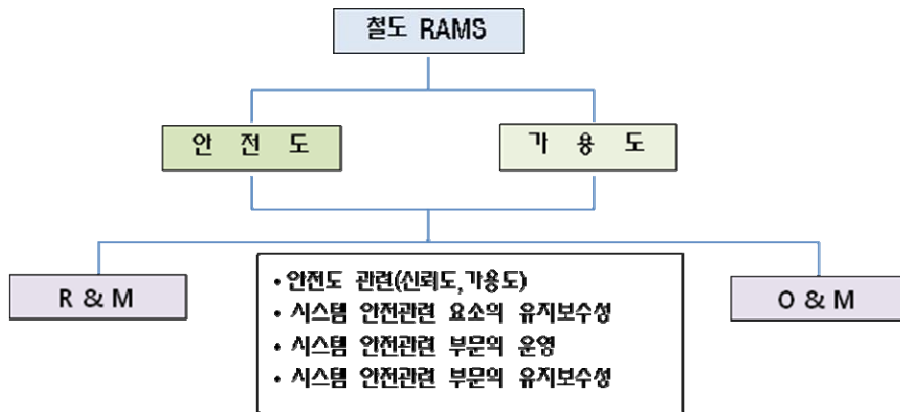 철도 RAMS
안 전 도
가 용 도
R & M
• 안전도 관련(신뢰도,가용도)
• 시스템 안전관련 요소의 유지보수성
• 시스템 안전관련 부문의 운영
• 시스템 안전관련 부문의 유지보수성
O & M